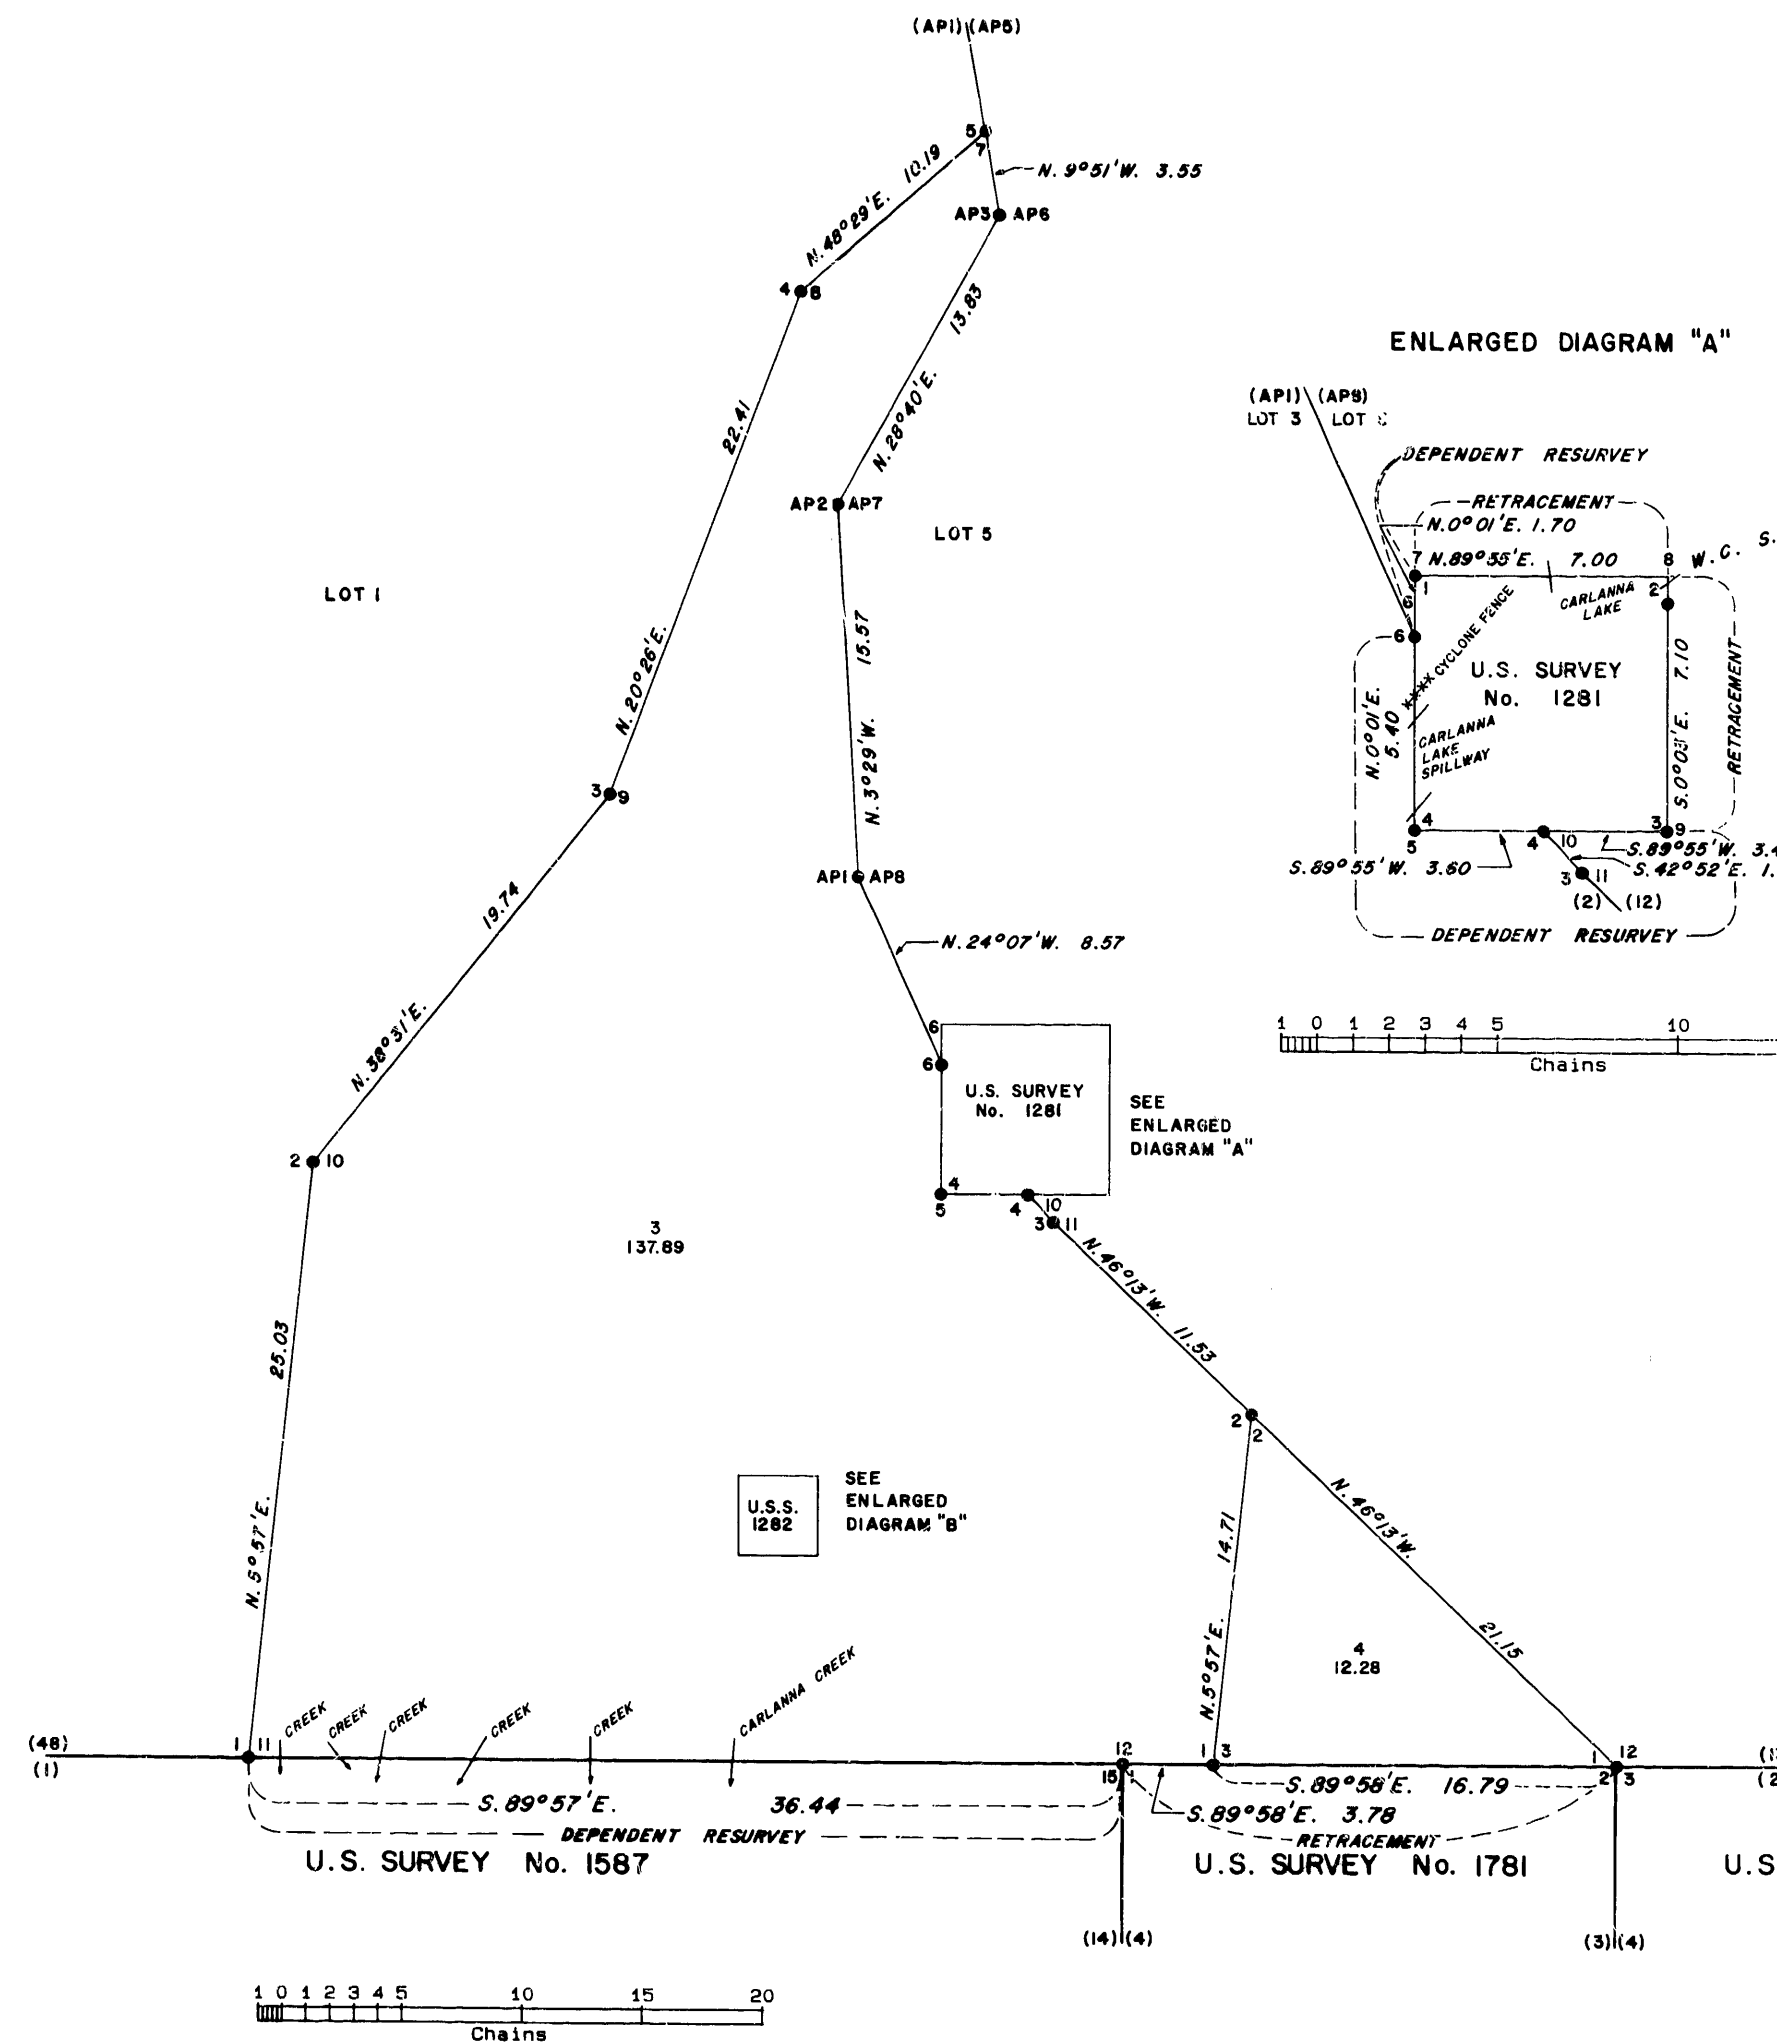 (AP1) (AP5)
5
7
N. 9°51'W. 3.55
N. 48°29'E. 10.19
AP3 AP6
4 8
13.83
N. 28°40'E.
22.41
N. 20°26'E.
AP2 AP7
LOT 5
LOT 1
15.57
N. 3°29'W.
3 9
AP1 AP8
19.74
N. 38°31'E.
N. 24°07'W. 8.57
6
6
U.S. SURVEY
No. 1281
SEE
ENLARGED
DIAGRAM "A"
4
5
4 10
3 11
2 10
3
137.89
N. 46°13'W. 11.53
25.03
N. 5°57'E.
2
2
U.S.S.
1282
SEE
ENLARGED
DIAGRAM "B"
14.71
N. 5°57'E.
N. 46°13'W.
21.15
4
12.28
CREEK
CREEK
CREEK
CREEK
CREEK
CARLANNA CREEK
(48)
(1)
1 11
12
15
1 3
1 12
2 3
S. 89°57'E. 36.44
DEPENDENT RESURVEY
S. 89°58'E. 16.79
S. 89°58'E. 3.78
RETRACEMENT
U.S. SURVEY No. 1587
U.S. SURVEY No. 1781
U.S
(14) (4)
(3) (4)
1 0 1 2 3 4 5 10 15 20
Chains
ENLARGED DIAGRAM "A"
(AP1) (AP9)
LOT 3 LOT
DEPENDENT RESURVEY
RETRACEMENT
N. 0°01'E. 1.70
7 N. 89°55'E. 7.00 8
W.C. S.
1
2
6
6
CARLANNA
LAKE
CYCLONE FENCE
U.S. SURVEY
No. 1281
7.10
S. 0°03'E.
RETRACEMENT
N. 0°01'E.
5.40
CARLANNA
LAKE
SPILLWAY
4
5
4 10
3 9
S. 89°55'W. 3.4
S. 89°55'W. 3.60
S. 42°52'E. 1.
3 11
(2) (12)
DEPENDENT RESURVEY
1 0 1 2 3 4 5 10
Chains